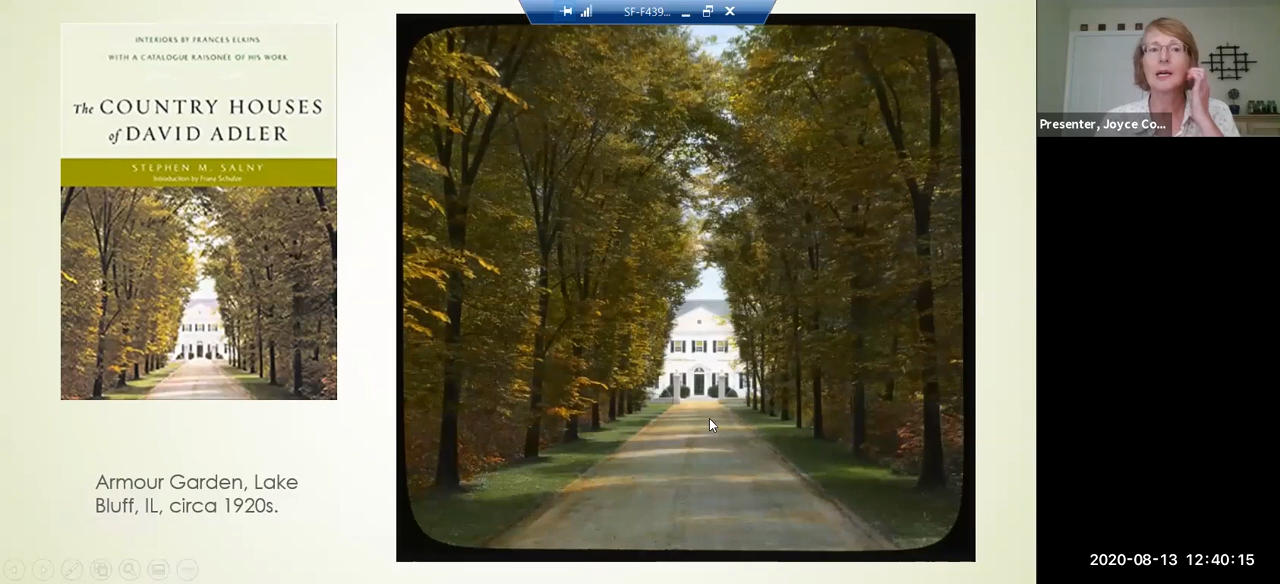 INTERIORS BY FRANCES ELKINS
WITH A CATALOGUE RAISONÉE OF HIS WORK
The COUNTRY HOUSES
of DAVID ADLER
STEPHEN M. SALNY
Introduction by Franz Schulze
Armour Garden, Lake
Bluff, IL, circa 1920s.
SF-F439...
Presenter, Joyce Co...
2020-08-13 12:40:15